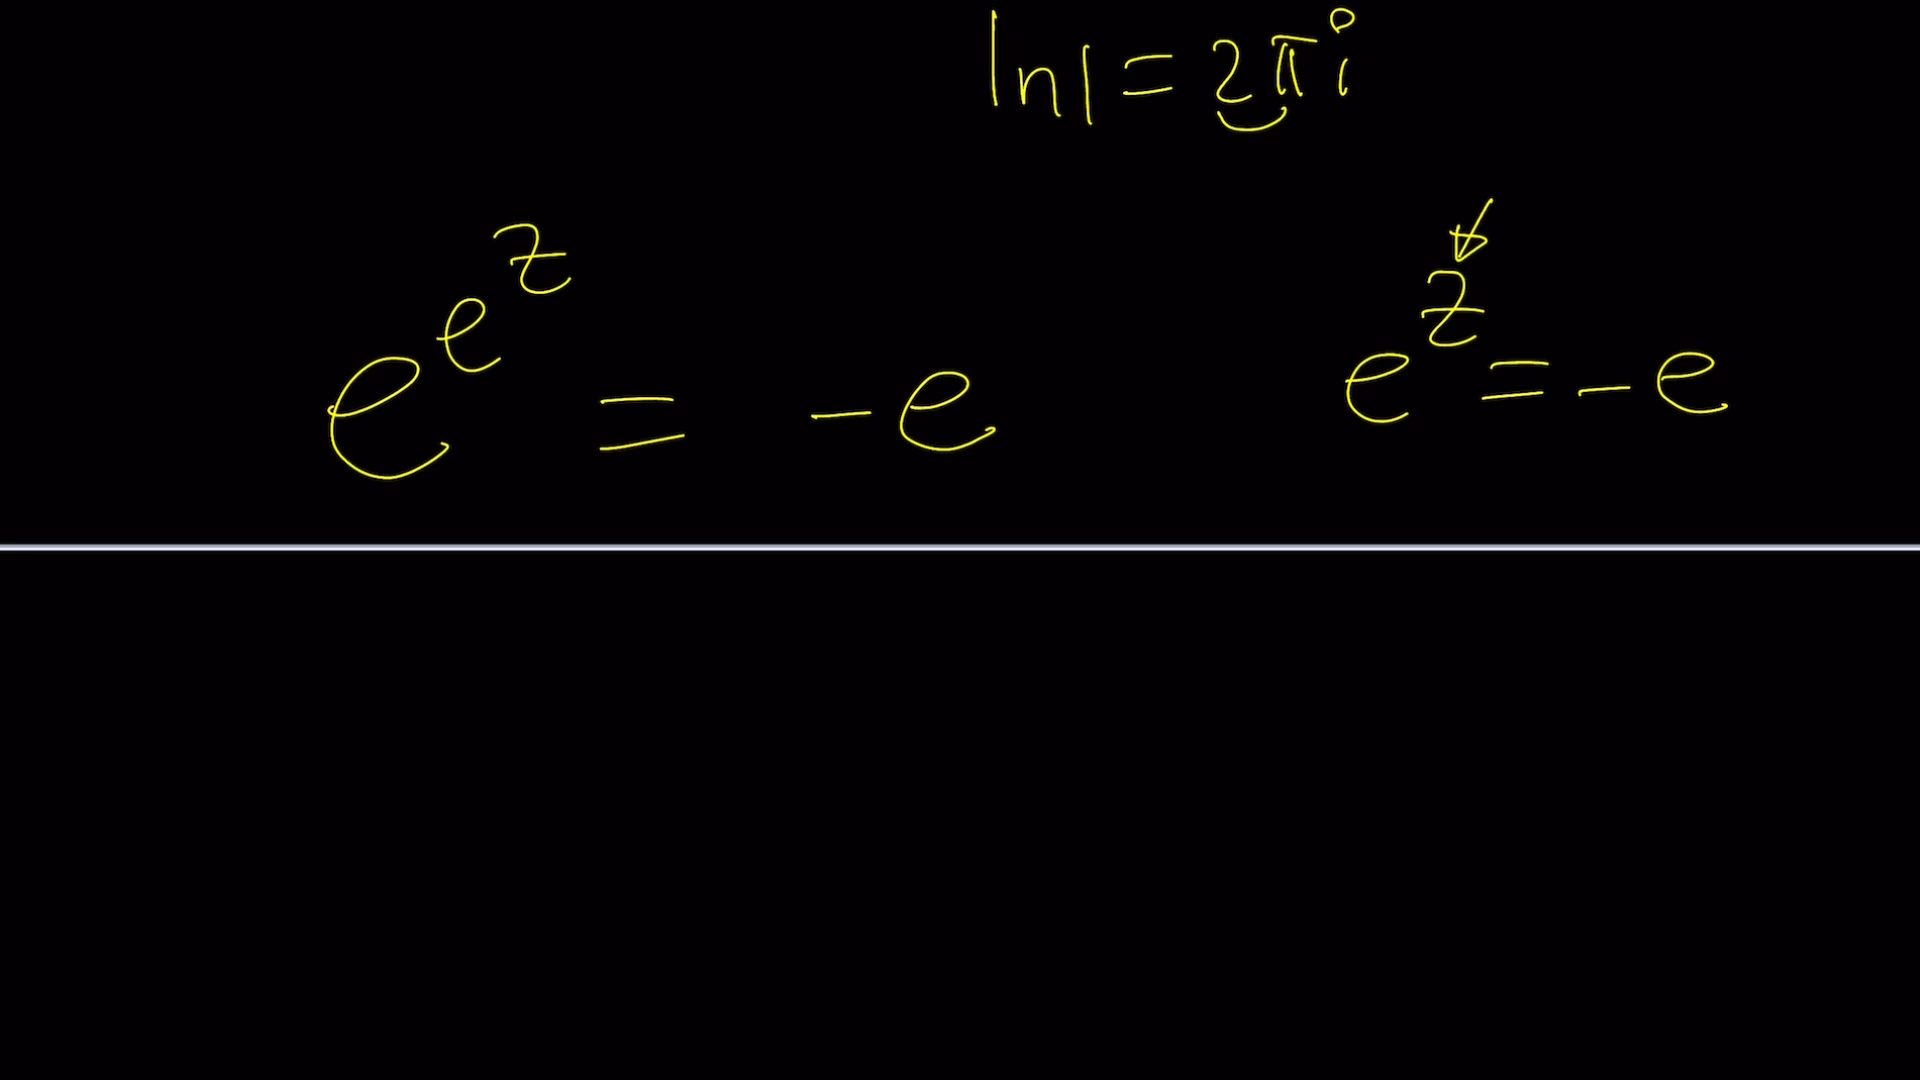 ln1 = 2πi
e^e^z = -e
e^z = -e